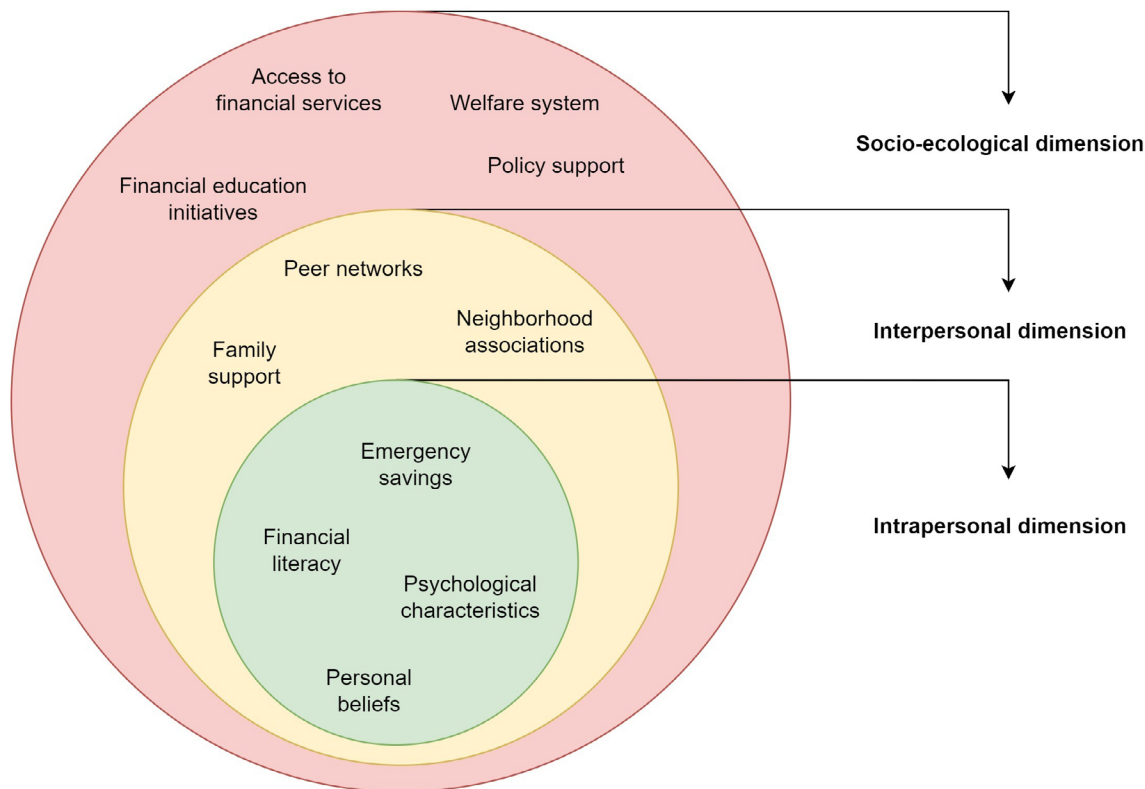 Access to
financial services
Welfare system
Policy support
Financial education
initiatives
Peer networks
Neighborhood
associations
Family
support
Emergency
savings
Financial
literacy
Psychological
characteristics
Personal
beliefs
Socio-ecological dimension
Interpersonal dimension
Intrapersonal dimension